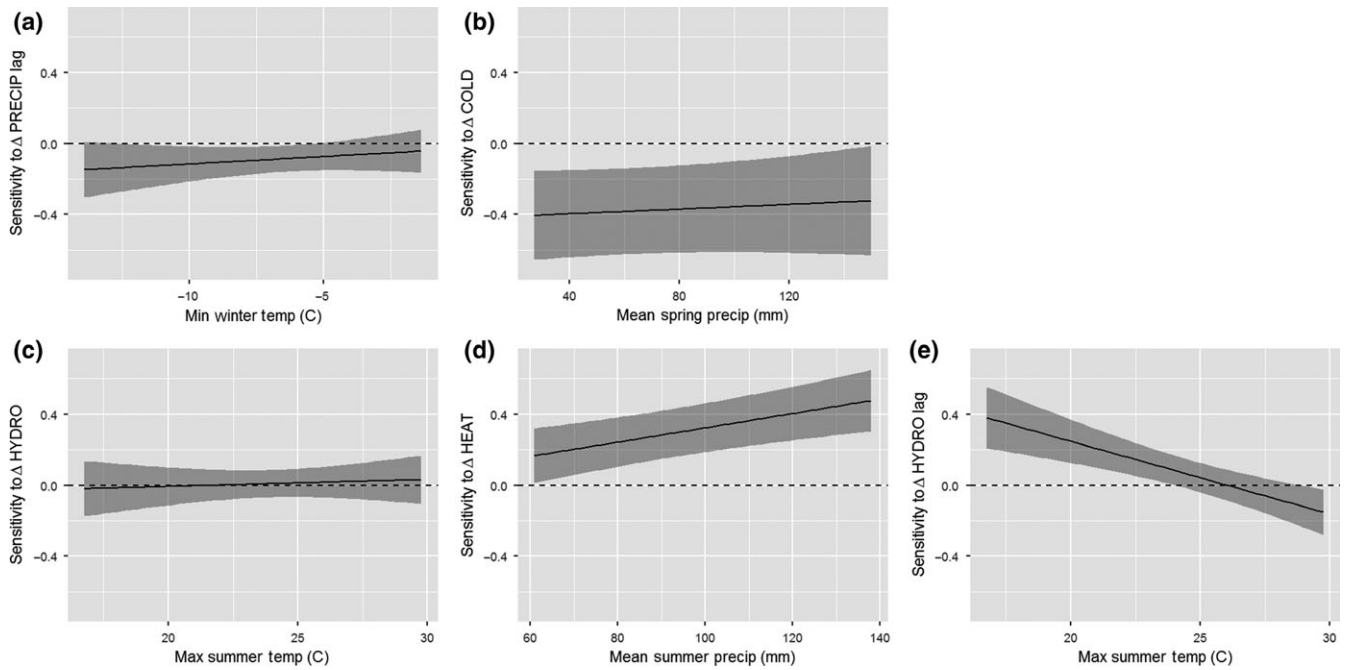 (a)
Sensitivity to Δ PRECIP lag
0.4
0.0
−0.4
−10
−5
Min winter temp (C)
(b)
Sensitivity to Δ COLD
0.4
0.0
−0.4
40
80
120
Mean spring precip (mm)
(c)
Sensitivity to Δ HYDRO
0.4
0.0
−0.4
20
25
30
Max summer temp (C)
(d)
Sensitivity to Δ HEAT
0.4
0.0
−0.4
60
80
100
120
140
Mean summer precip (mm)
(e)
Sensitivity to Δ HYDRO lag
0.4
0.0
−0.4
20
25
30
Max summer temp (C)